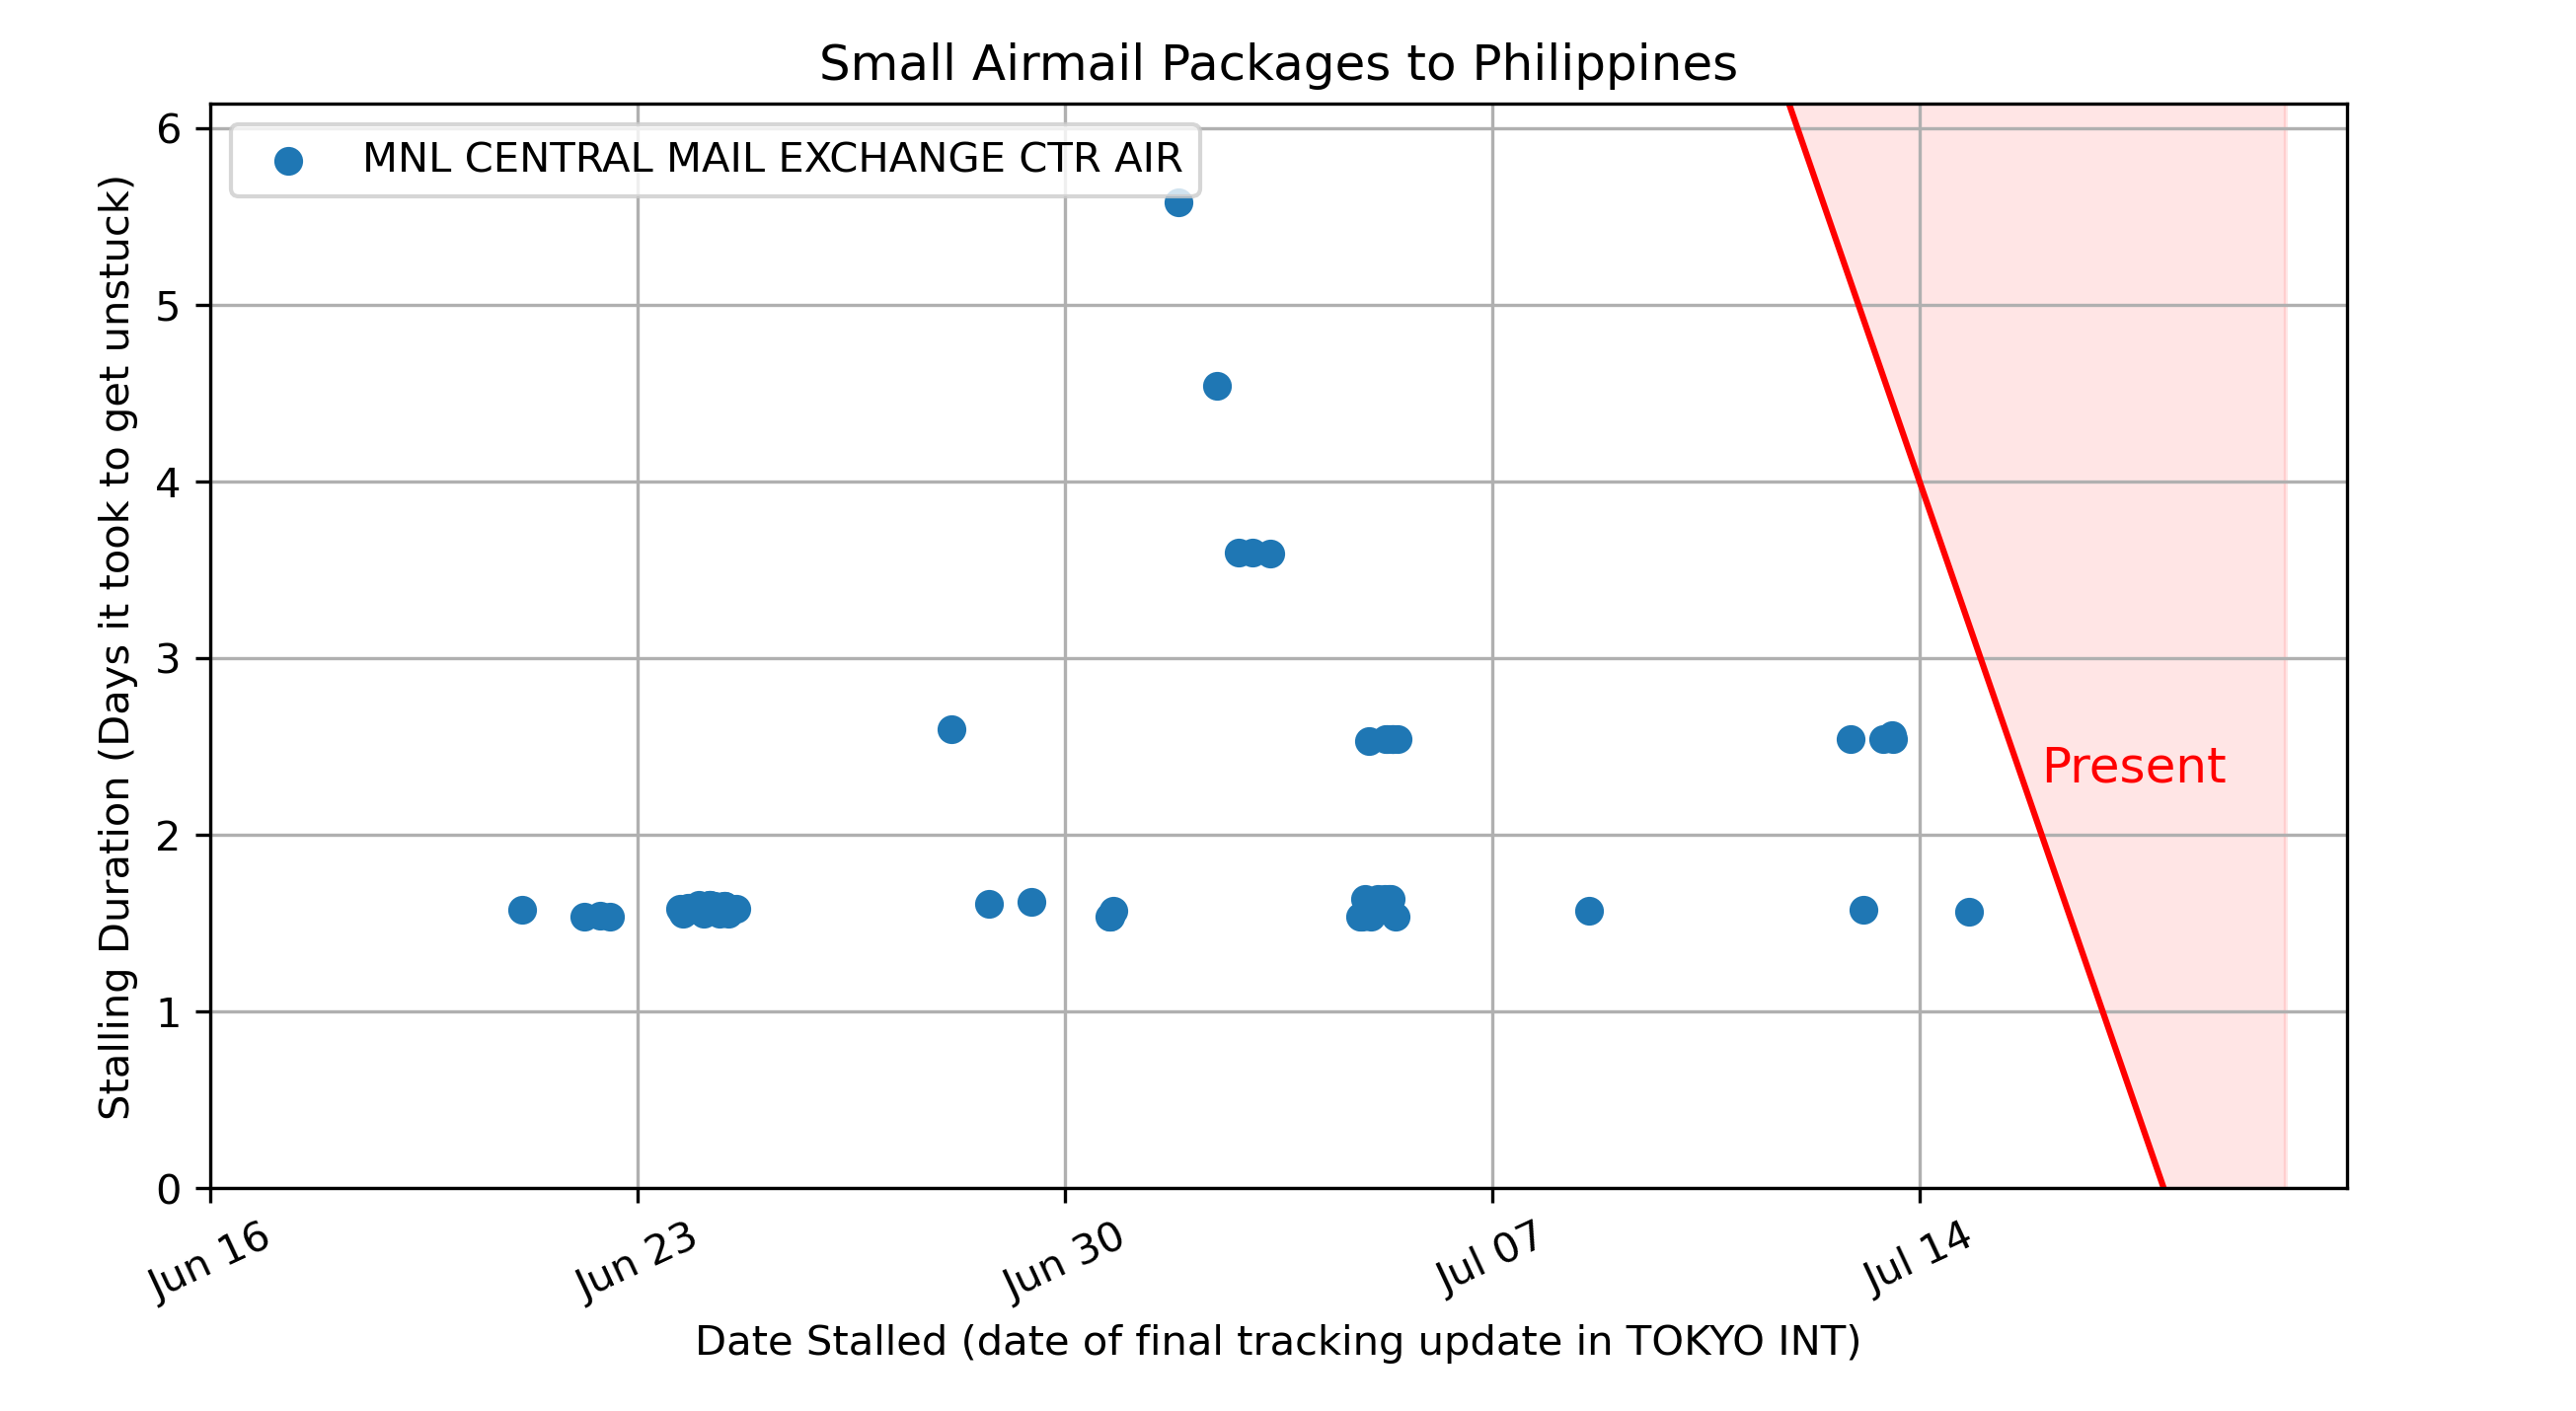 Small Airmail Packages to Philippines
MNL CENTRAL MAIL EXCHANGE CTR AIR
Stalling Duration (Days it took to get unstuck)
6
5
4
3
2
1
0
Present
Jun 16
Jun 23
Jun 30
Jul 07
Jul 14
Date Stalled (date of final tracking update in TOKYO INT)